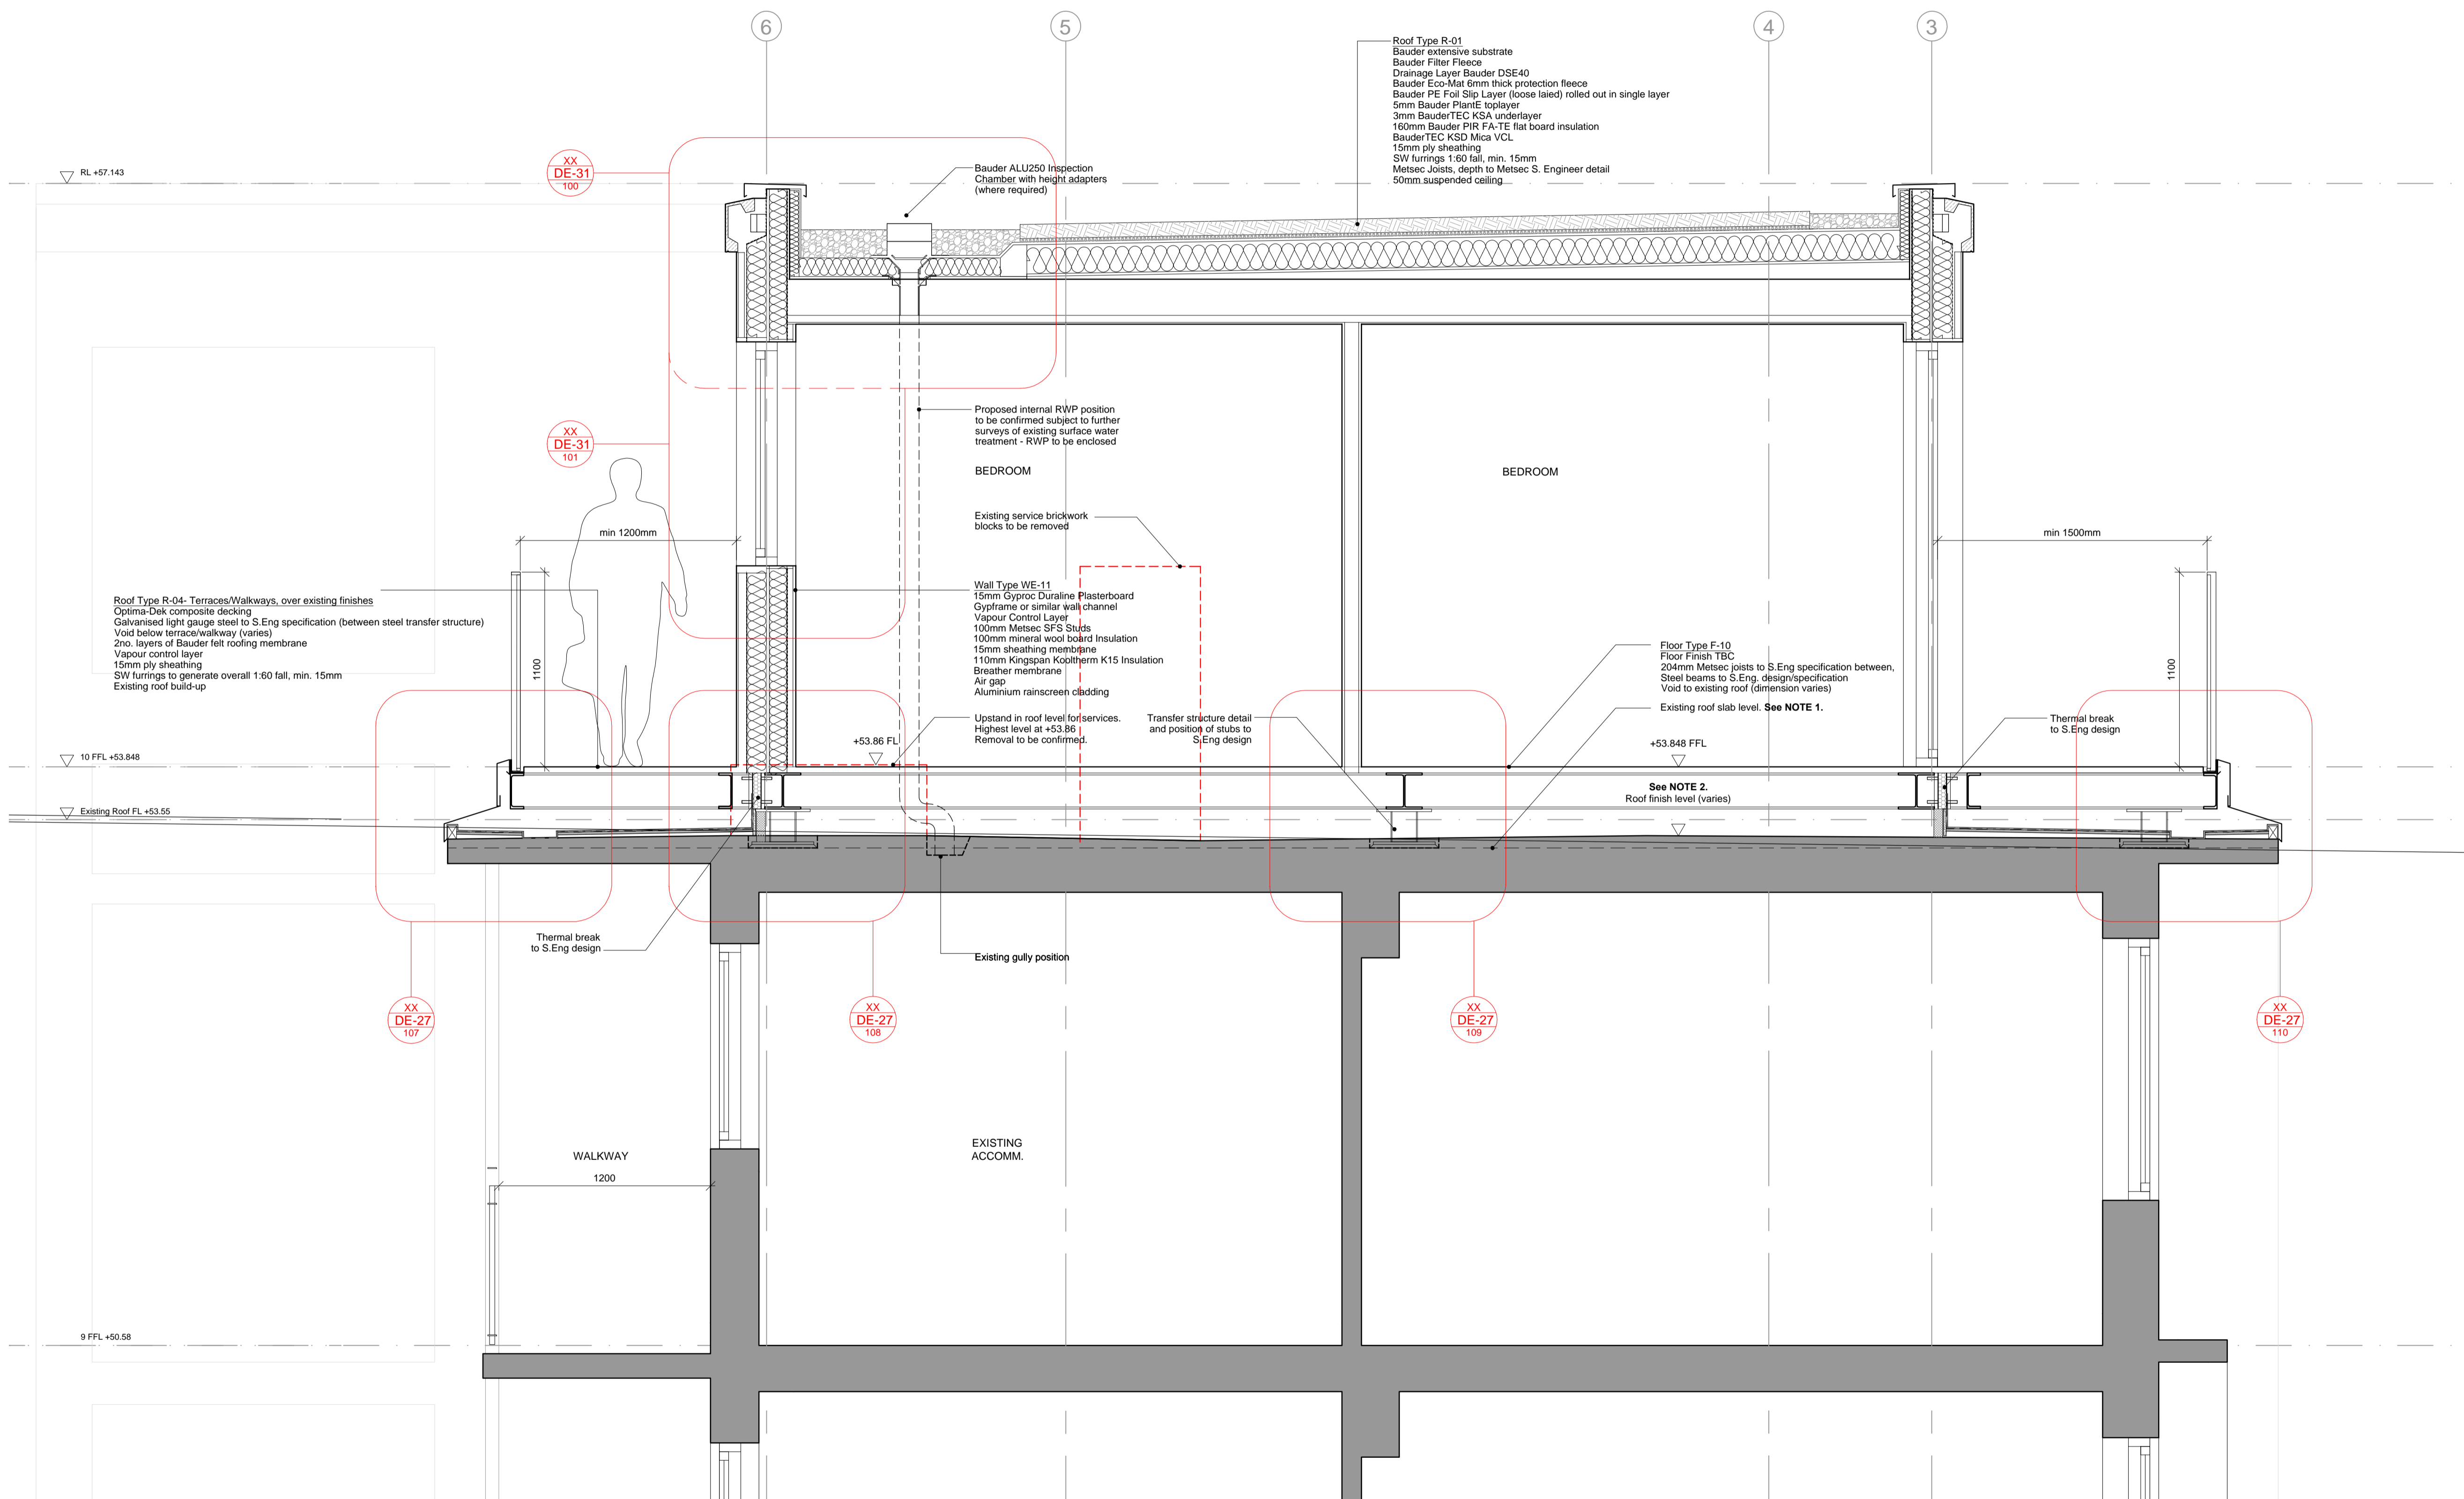 6
5
4
3
Roof Type R-01
Bauder extensive substrate
Bauder Filter Fleece
Drainage Layer Bauder DSE40
Bauder Eco-Mat 6mm thick protection fleece
Bauder PE Foil Slip Layer (loose laied) rolled out in single layer
5mm Bauder PlantE toplayer
3mm BauderTEC KSA underlayer
160mm Bauder PIR FA-TE flat board insulation
BauderTEC KSD Mica VCL
15mm ply sheathing
SW furrings 1:60 fall, min. 15mm
Metsec Joists, depth to Metsec S. Engineer detail
50mm suspended ceiling
RL +57.143
XX
DE-31
100
Bauder ALU250 Inspection
Chamber with height adapters
(where required)
XX
DE-31
101
Proposed internal RWP position
to be confirmed subject to further
surveys of existing surface water
treatment - RWP to be enclosed
BEDROOM
BEDROOM
Existing service brickwork
blocks to be removed
min 1200mm
min 1500mm
Roof Type R-04- Terraces/Walkways, over existing finishes
Optima-Dek composite decking
Galvanised light gauge steel to S.Eng specification (between steel transfer structure)
Void below terrace/walkway (varies)
2no. layers of Bauder felt roofing membrane
Vapour control layer
15mm ply sheathing
SW furrings to generate overall 1:60 fall, min. 15mm
Existing roof build-up
1100
Wall Type WE-11
15mm Gyproc Duraline Plasterboard
Gypframe or similar wall channel
Vapour Control Layer
100mm Metsec SFS Studs
100mm mineral wool board Insulation
15mm sheathing membrane
110mm Kingspan Kooltherm K15 Insulation
Breather membrane
Air gap
Aluminium rainscreen cladding
Floor Type F-10
Floor Finish TBC
204mm Metsec joists to S.Eng specification between,
Steel beams to S.Eng. design/specification
Void to existing roof (dimension varies)
Existing roof slab level. See NOTE 1.
1100
Upstand in roof level for services.
Highest level at +53.86
Removal to be confirmed.
Transfer structure detail
and position of stubs to
S.Eng design
Thermal break
to S.Eng design
+53.86 FL
+53.848 FFL
10 FFL +53.848
See NOTE 2.
Roof finish level (varies)
Existing Roof FL +53.55
Thermal break
to S.Eng design
Existing gully position
XX
DE-27
107
XX
DE-27
108
XX
DE-27
109
XX
DE-27
110
WALKWAY
1200
EXISTING
ACCOMM.
9 FFL +50.58